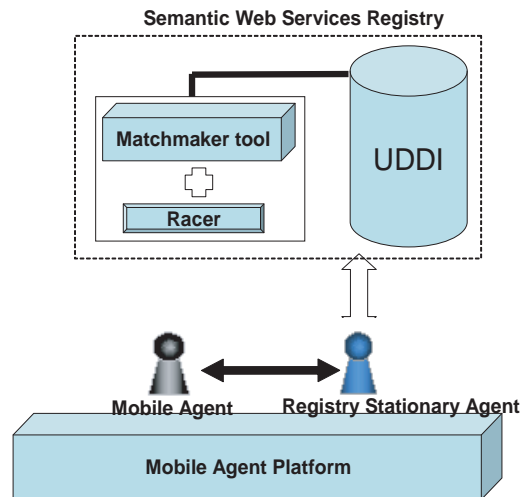 Semantic Web Services Registry
Matchmaker tool
UDDI
Racer
Mobile Agent
Registry Stationary Agent
Mobile Agent Platform